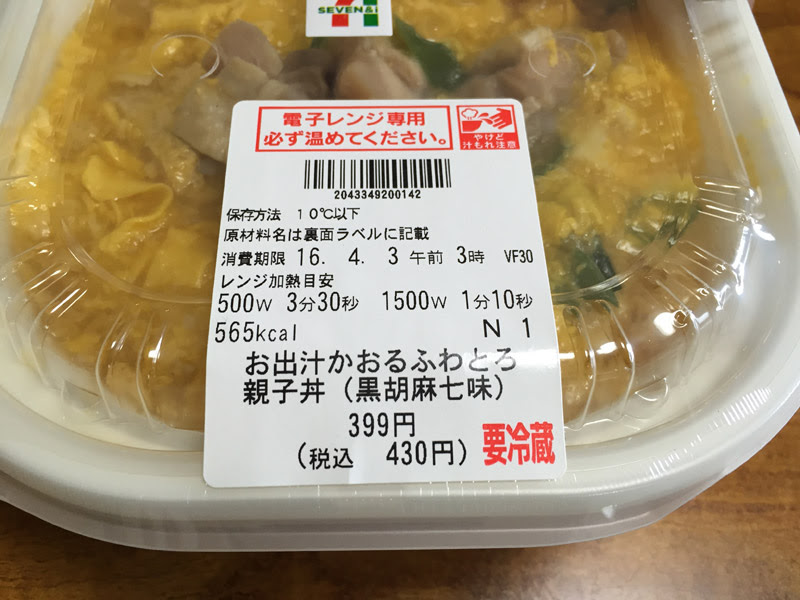 SEVEN&i
電子レンジ専用
必ず温めてください。
やけど
汁もれ注意
2043349200142
保存方法 10℃以下
原材料名は裏面ラベルに記載
消費期限 16. 4. 3 午前 3時 VF30
レンジ加熱目安
500W 3分30秒 1500W 1分10秒
565kcal N 1
お出汁かおるふわとろ
親子丼（黒胡麻七味）
399円
（税込 430円）
要冷蔵